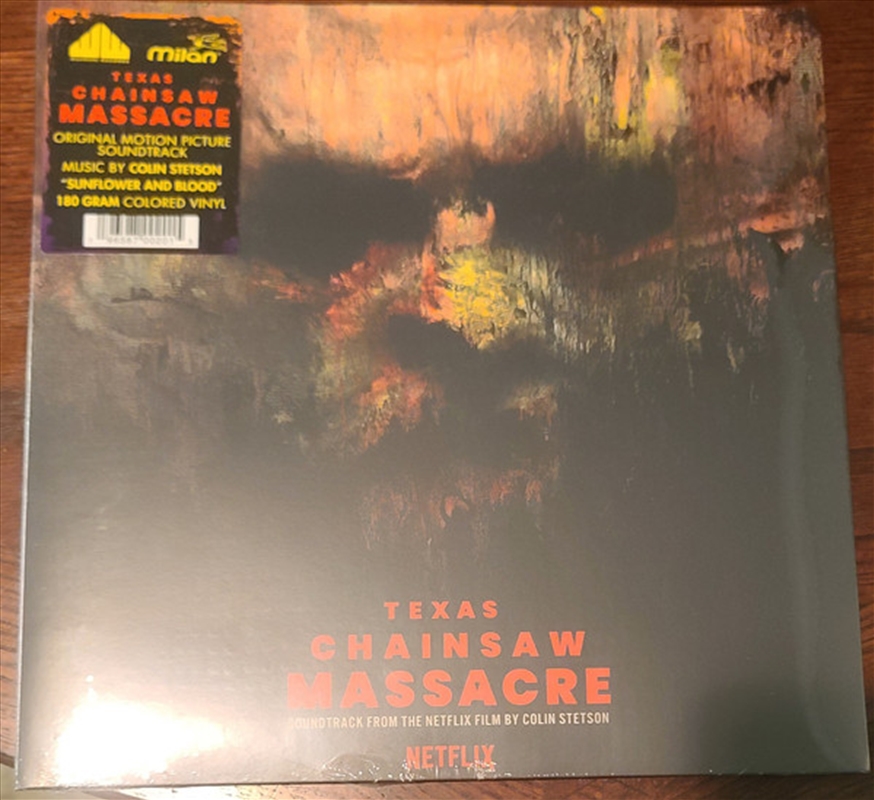 milan
TEXAS
CHAINSAW
MASSACRE
ORIGINAL MOTION PICTURE
SOUNDTRACK
MUSIC BY COLIN STETSON
"SUNFLOWER AND BLOOD"
180 GRAM COLORED VINYL
TEXAS
CHAINSAW
MASSACRE
SOUNDTRACK FROM THE NETFLIX FILM BY COLIN STETSON
NETFLIX